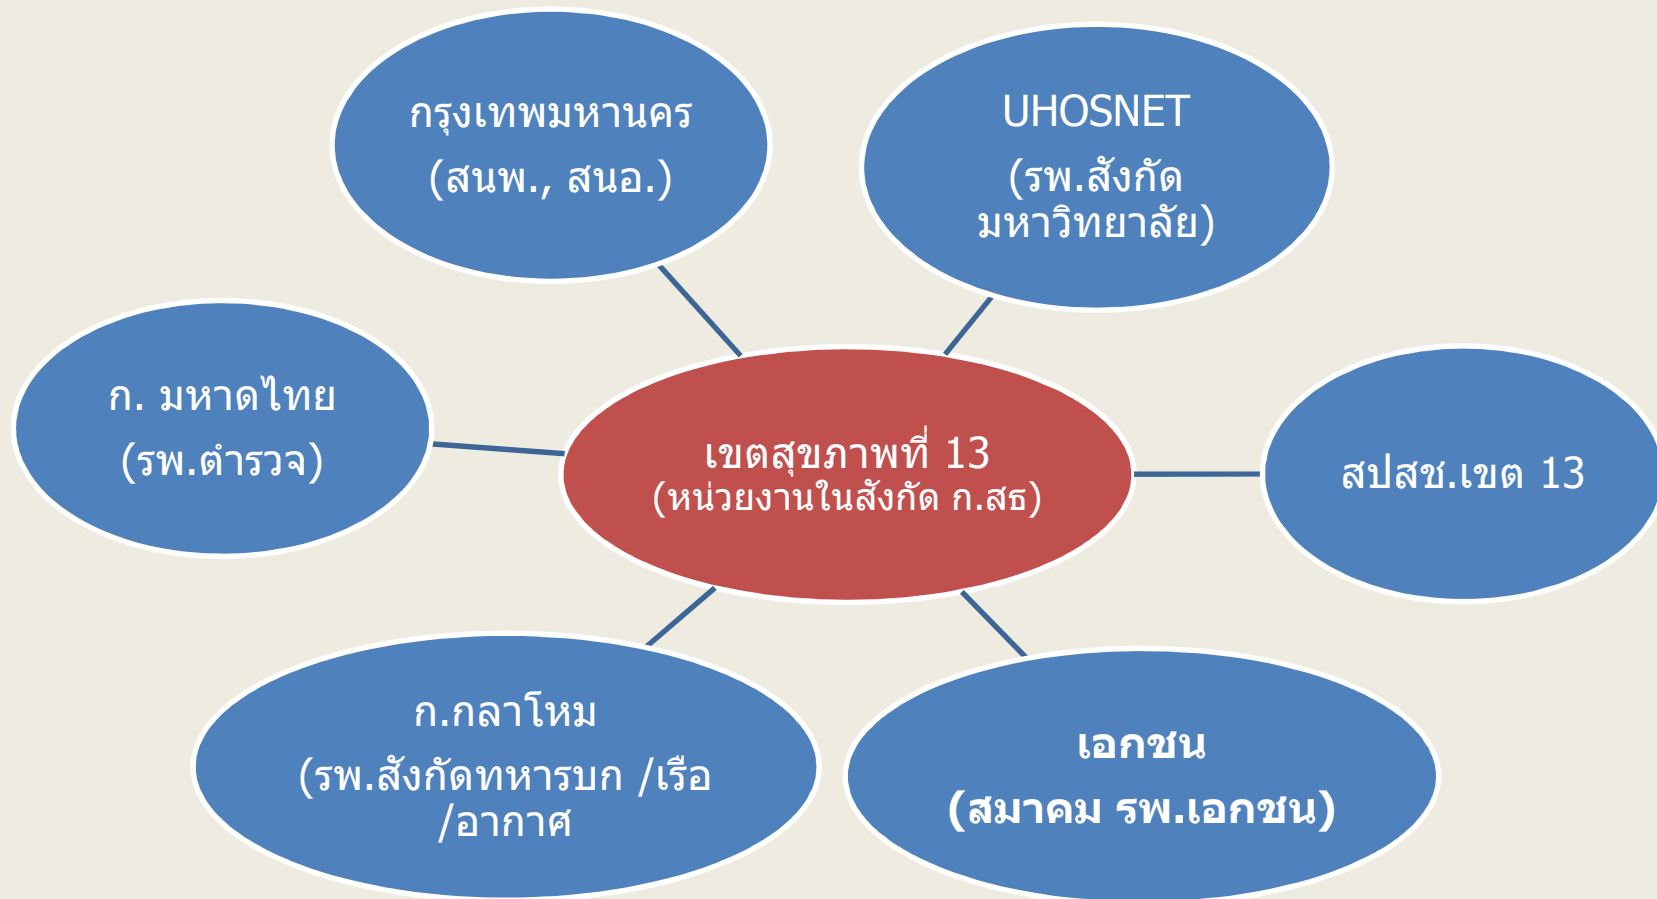 กรุงเทพมหานคร
(สนพ., สนอ.)
UHOSNET
(รพ.สังกัด
มหาวิทยาลัย)
ก. มหาดไทย
(รพ.ตำรวจ)
เขตสุขภาพที่ 13
(หน่วยงานในสังกัด ก.สธ)
สปสช.เขต 13
ก.กลาโหม
(รพ.สังกัดทหารบก /เรือ
/อากาศ
เอกชน
(สมาคม รพ.เอกชน)